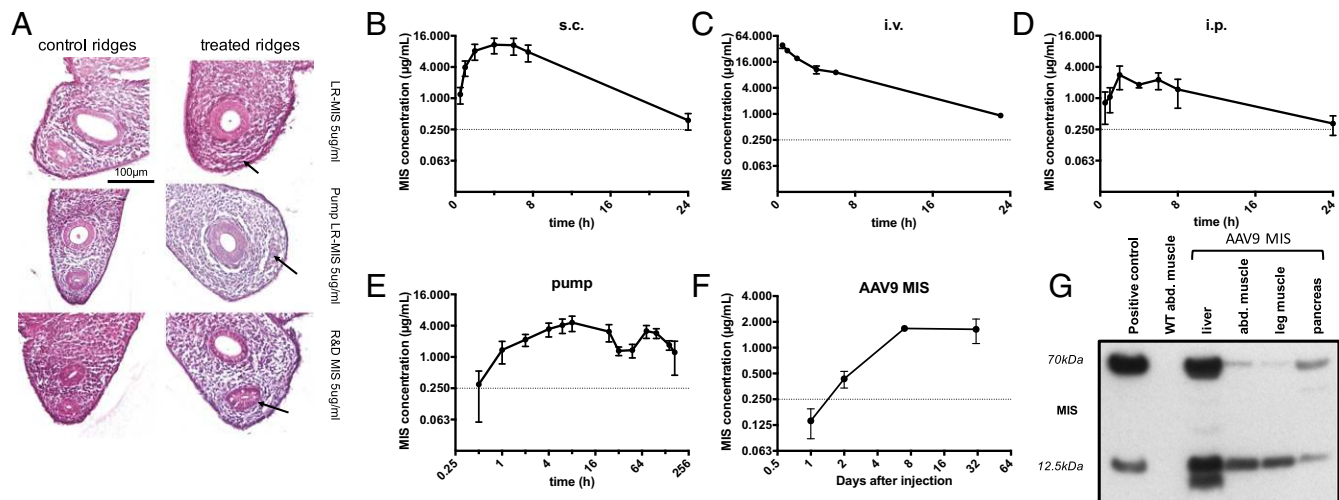 A
control ridges
treated ridges
LR-MIS 5ug/ml
100µm
Pump LR-MIS 5ug/ml
R&D MIS 5ug/ml
B
s.c.
MIS concentration (µg/mL)
16.000
4.000
1.000
0.250
0.063
0
8
16
24
time (h)
C
i.v.
MIS concentration (µg/mL)
64.000
16.000
4.000
1.000
0.250
0.063
0
8
16
24
time (h)
D
i.p.
MIS concentration (µg/mL)
16.000
4.000
1.000
0.250
0.063
0
8
16
24
time (h)
E
pump
MIS concentration (µg/mL)
16.000
4.000
1.000
0.250
0.063
0.25
1
4
16
64
256
time (h)
F
AAV9 MIS
MIS concentration (µg/mL)
4.000
2.000
1.000
0.500
0.250
0.125
0.063
0.5
1
2
4
8
16
32
64
Days after injection
G
AAV9 MIS
Positive control
WT abd. muscle
liver
abd. muscle
leg muscle
pancreas
70kDa
MIS
12.5kDa